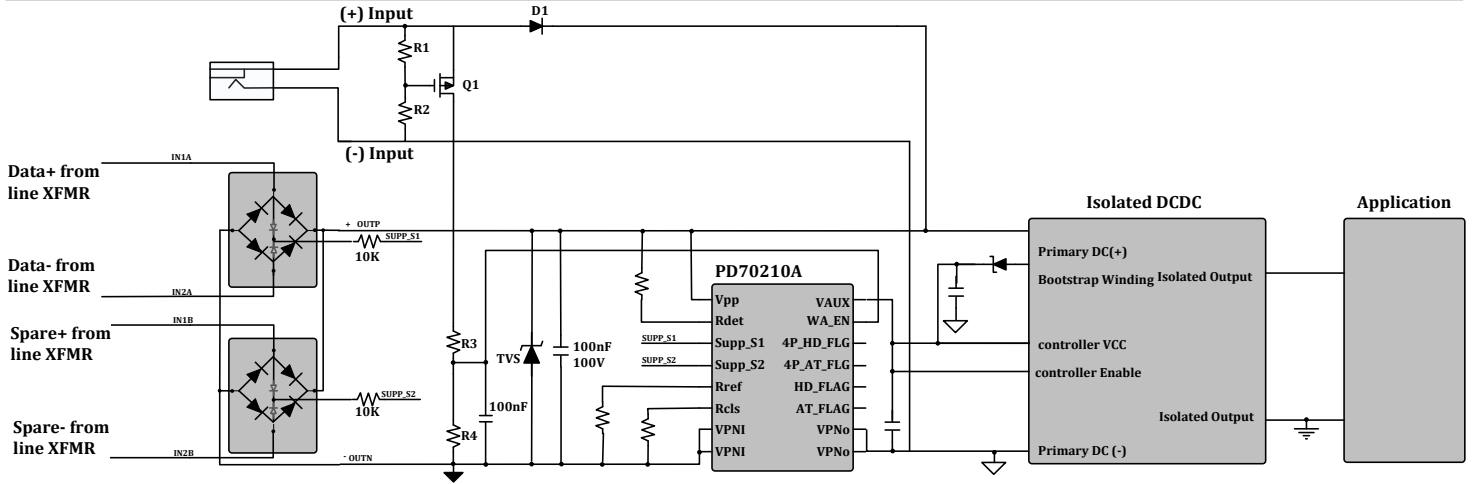 (+) Input
D1
R1
Q1
R2
(-) Input
Data+ from
line XFMR
IN1A
+ OUTP
SUPP_S1
10K
Data- from
line XFMR
IN2A
Spare+ from
line XFMR
IN1B
SUPP_S2
10K
Spare- from
line XFMR
IN2B
- OUTN
R3
R4
100nF
TVS
100nF
100V
PD70210A
Vpp
Rdet
Supp_S1
Supp_S2
Rref
Rcls
VPNI
VPNI
SUPP_S1
SUPP_S2
VAUX
WA_EN
4P_HD_FLG
4P_AT_FLG
HD_FLAG
AT_FLAG
VPNo
VPNo
Isolated DCDC
Primary DC(+)
Bootstrap Winding
Isolated Output
controller VCC
controller Enable
Isolated Output
Primary DC (-)
Application